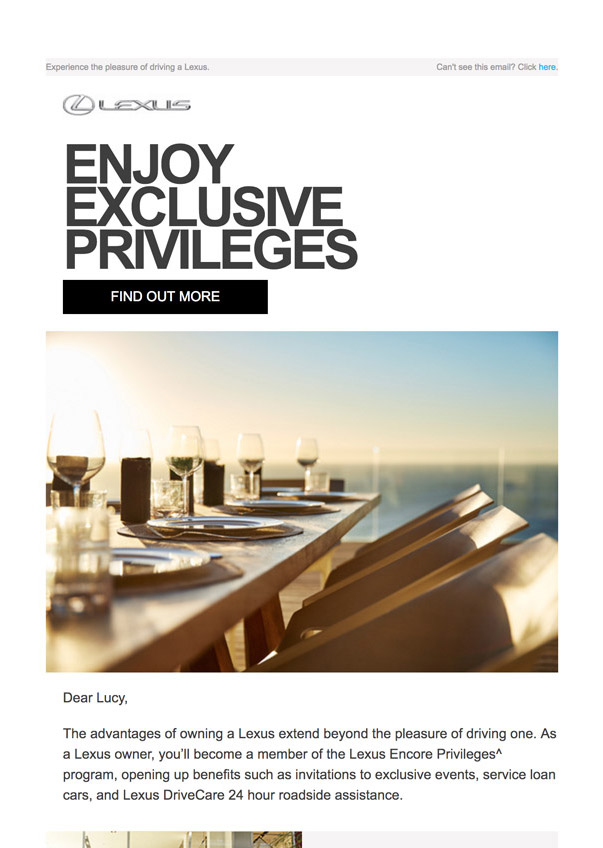 Experience the pleasure of driving a Lexus.
Can't see this email? Click here.
LEXUS
ENJOY
EXCLUSIVE
PRIVILEGES
FIND OUT MORE
Dear Lucy,
The advantages of owning a Lexus extend beyond the pleasure of driving one. As
a Lexus owner, you’ll become a member of the Lexus Encore Privileges^
program, opening up benefits such as invitations to exclusive events, service loan
cars, and Lexus DriveCare 24 hour roadside assistance.